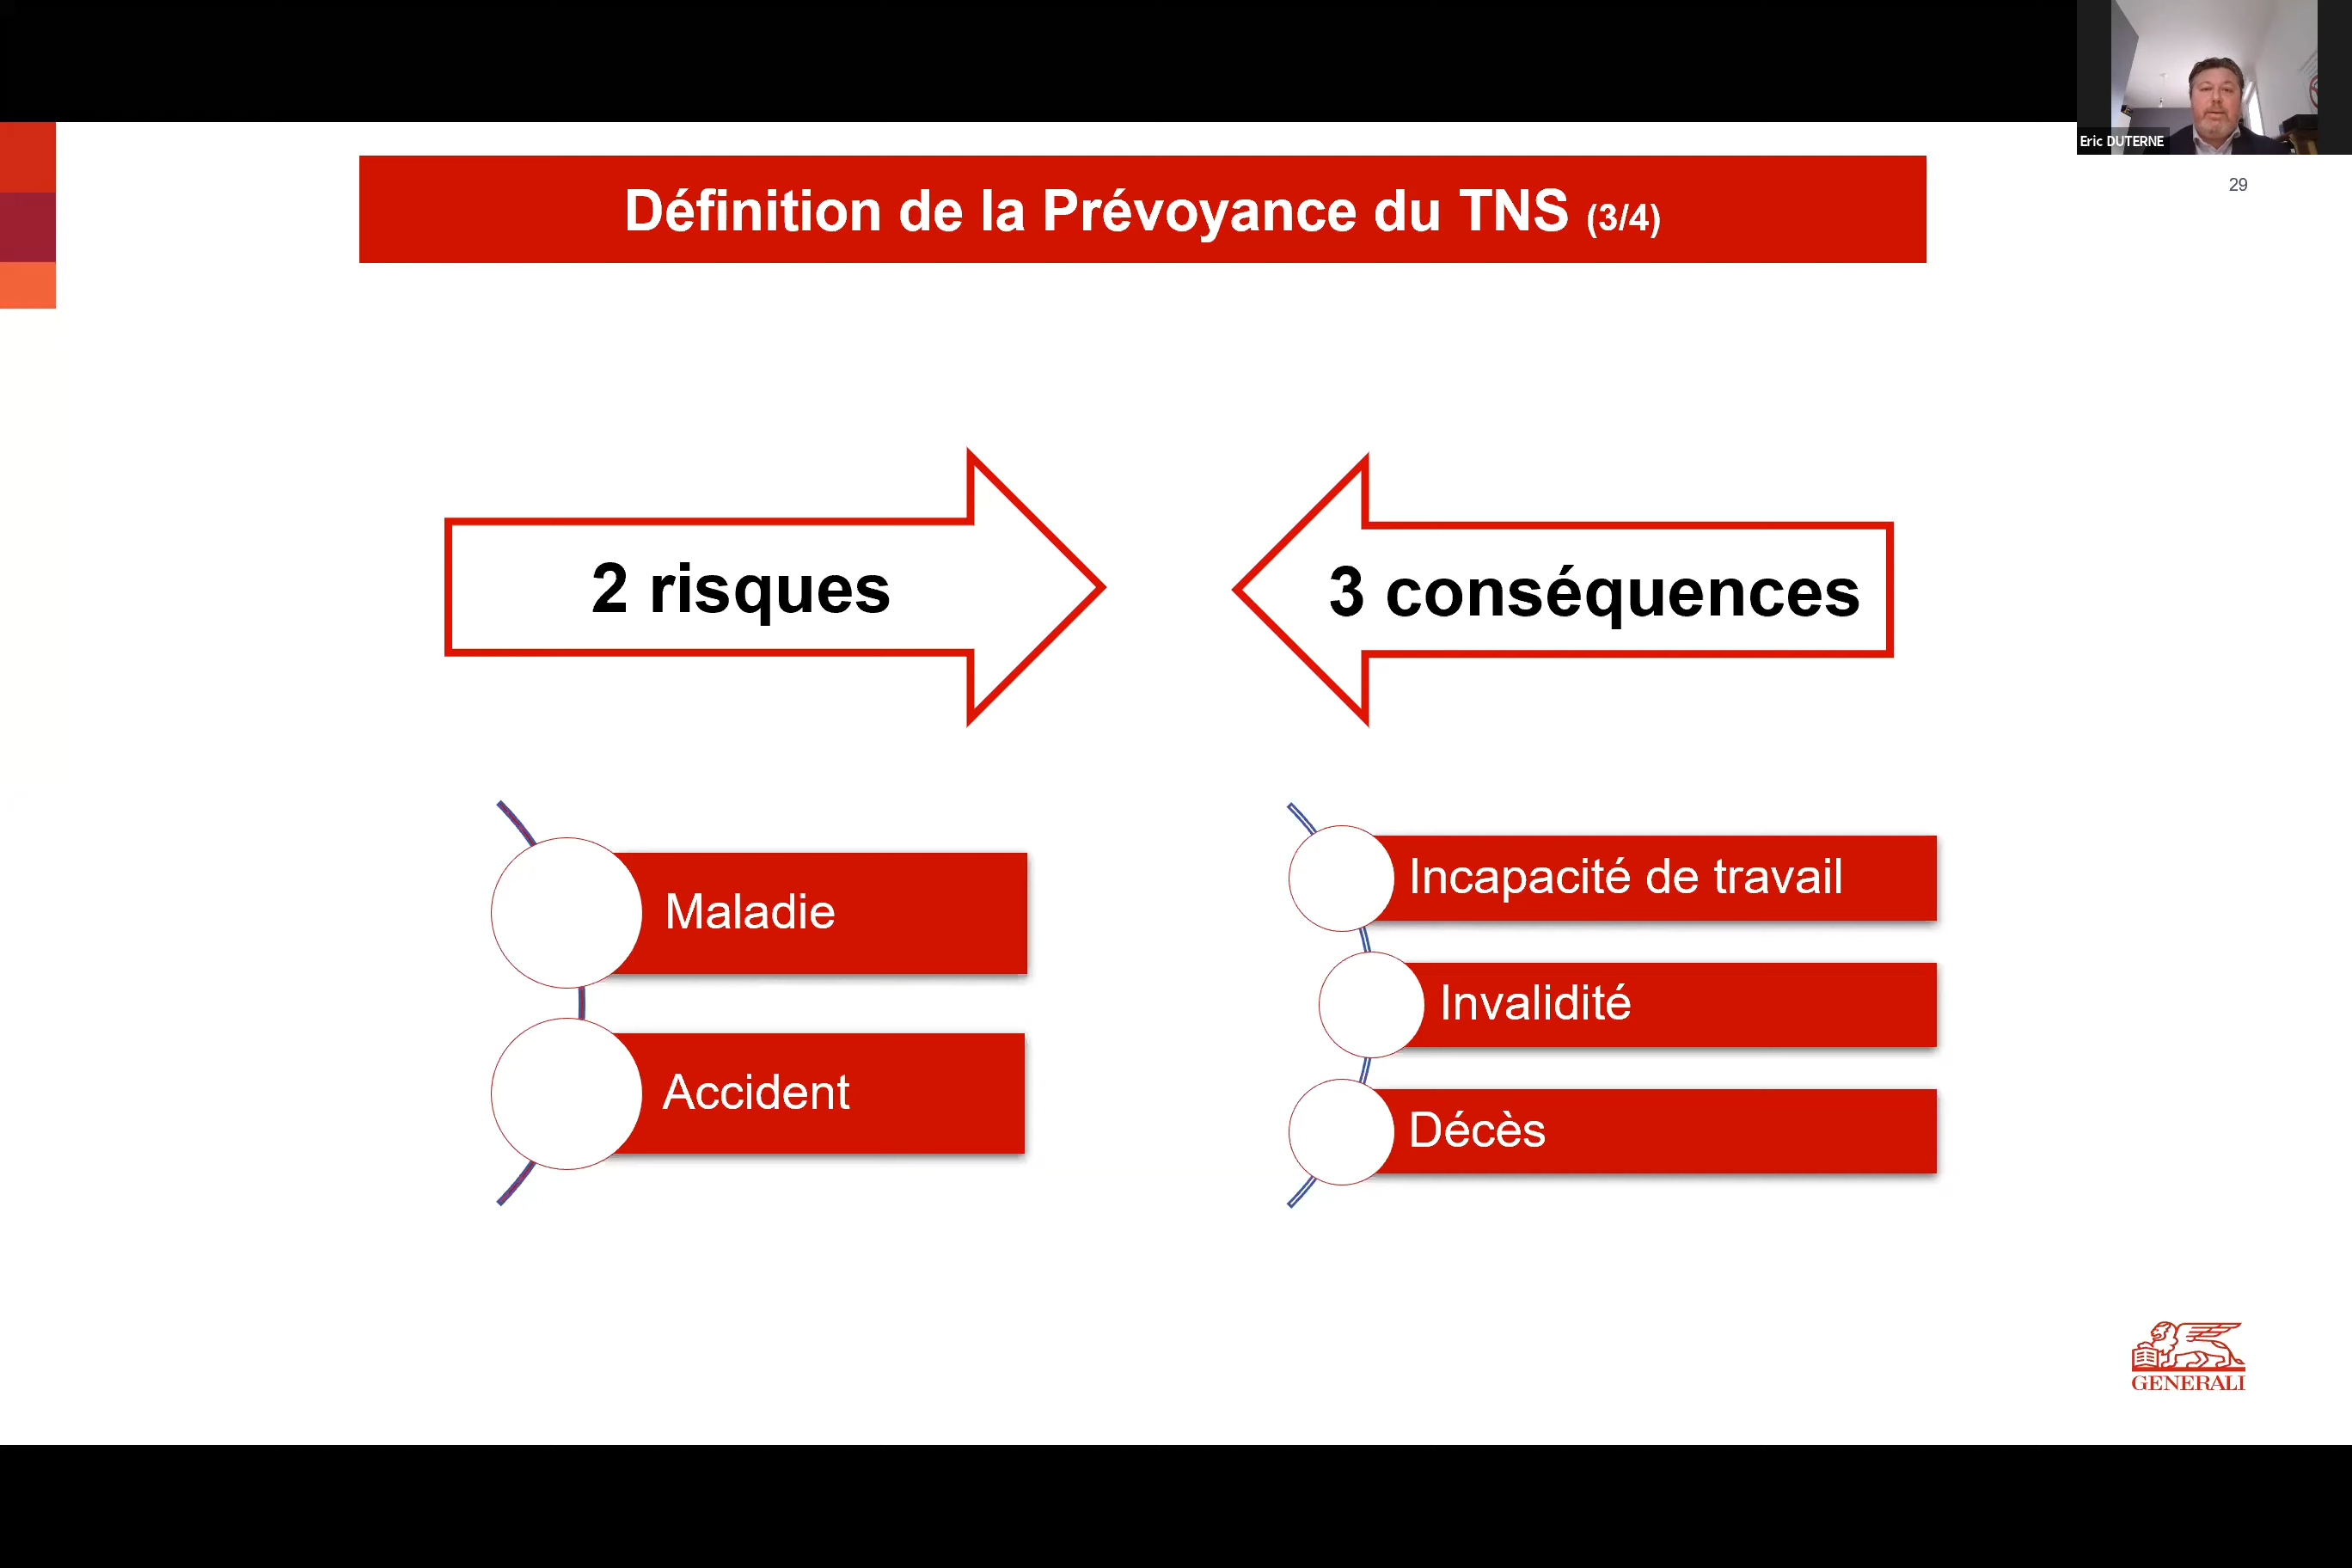 Eric DUTERNE
29
Définition de la Prévoyance du TNS (3/4)
2 risques
3 conséquences
Maladie
Accident
Incapacité de travail
Invalidité
Décès
GENERALI